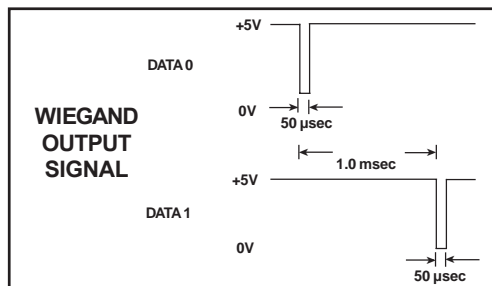 +5V
DATA 0
0V
50 µsec
WIEGAND
OUTPUT
SIGNAL
1.0 msec
+5V
DATA 1
0V
50 µsec